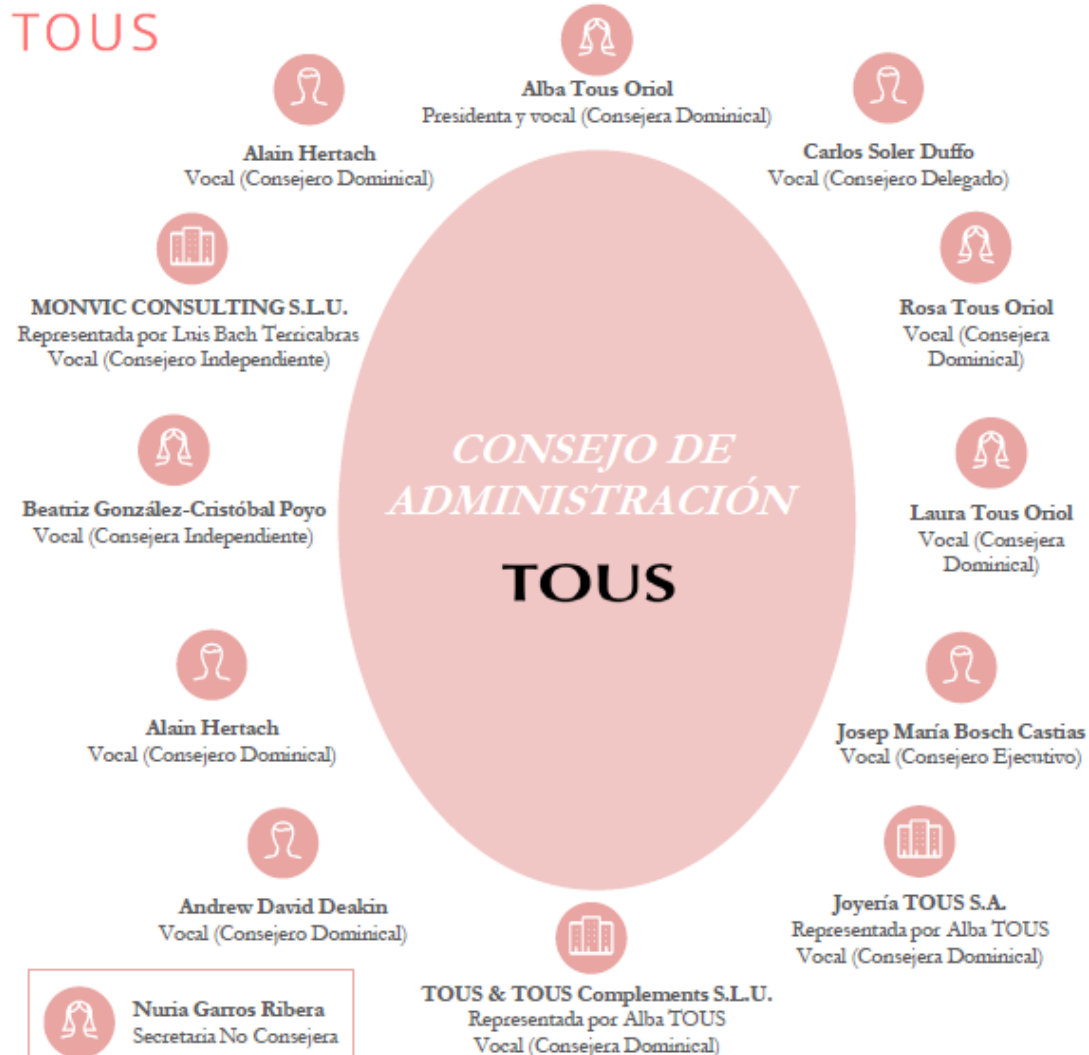 TOUS
Alba Tous Oriol
Presidenta y vocal (Consejera Dominical)
Alain Hertach
Vocal (Consejero Dominical)
Carlos Soler Duffo
Vocal (Consejero Delegado)
MONVIC CONSULTING S.L.U.
Representada por Luis Bach Terricabras
Vocal (Consejero Independiente)
Rosa Tous Oriol
Vocal (Consejera
Dominical)
CONSEJO DE
ADMINISTRACIÓN
TOUS
Beatriz González-Cristóbal Poyo
Vocal (Consejera Independiente)
Laura Tous Oriol
Vocal (Consejera
Dominical)
Alain Hertach
Vocal (Consejero Dominical)
Josep María Bosch Castias
Vocal (Consejero Ejecutivo)
Andrew David Deakin
Vocal (Consejero Dominical)
Joyería TOUS S.A.
Representada por Alba TOUS
Vocal (Consejera Dominical)
TOUS & TOUS Complements S.L.U.
Representada por Alba TOUS
Vocal (Consejera Dominical)
Nuria Garros Ribera
Secretaria No Consejera